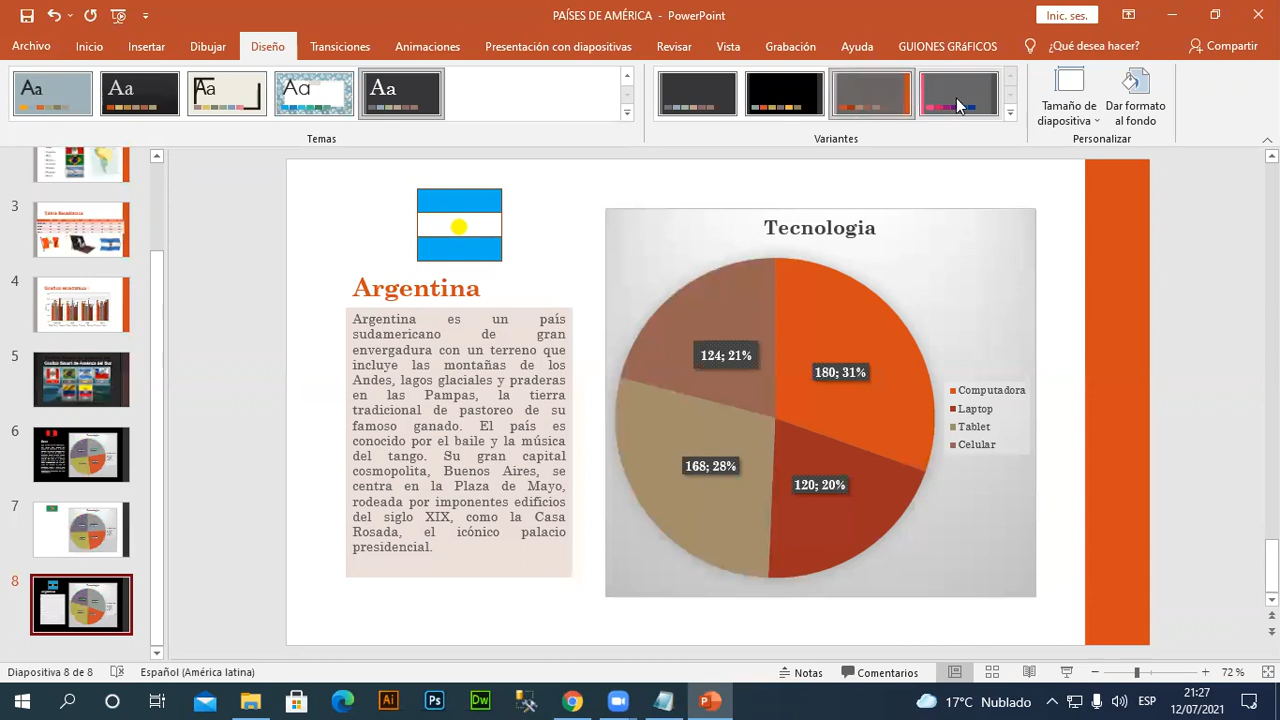 PAÍSES DE AMÉRICA - PowerPoint
Inic. ses.
Archivo
Inicio
Insertar
Dibujar
Diseño
Transiciones
Animaciones
Presentación con diapositivas
Revisar
Vista
Grabación
Ayuda
GUIONES GRáFICOS
¿Qué desea hacer?
Compartir
Aa
Aa
Aa
Aa
Aa
Temas
Variantes
Tamaño de
diapositiva
Dar formato
al fondo
Personalizar
3
4
5
6
7
8
Argentina
Argentina es un país
sudamericano de gran
envergadura con un terreno que
incluye las montañas de los
Andes, lagos glaciales y praderas
en las Pampas, la tierra
tradicional de pastoreo de su
famoso ganado. El país es
conocido por el baile y la música
del tango. Su gran capital
cosmopolita, Buenos Aires, se
centra en la Plaza de Mayo,
rodeada por imponentes edificios
del siglo XIX, como la Casa
Rosada, el icónico palacio
presidencial.
Tecnologia
124; 21%
180; 31%
168; 28%
120; 20%
Computadora
Laptop
Tablet
Celular
Diapositiva 8 de 8
Español (América latina)
Notas
Comentarios
72 %
Ai
Ps
Dw
17°C Nublado
ESP
21:27
12/07/2021